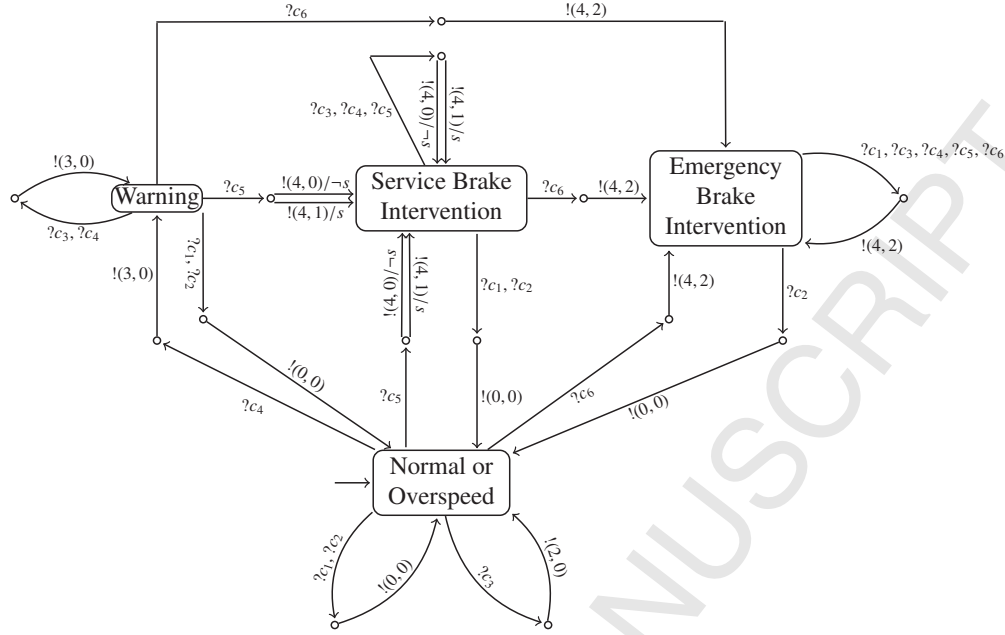 ?c6
!(4, 2)
?c3, ?c4, ?c5
!(4, 0)/¬s
!(4, 1)/s
!(3, 0)
Warning
?c3, ?c4
?c5
!(4, 0)/¬s
!(4, 1)/s
Service Brake
Intervention
?c6
!(4, 2)
Emergency
Brake
Intervention
?c1, ?c3, ?c4, ?c5, ?c6
!(4, 2)
!(3, 0)
?c1, ?c2
!(4, 0)/¬s
!(4, 1)/s
?c1, ?c2
!(4, 2)
?c2
!(0, 0)
?c4
?c5
!(0, 0)
?c6
!(0, 0)
Normal or
Overspeed
?c1, ?c2
!(0, 0)
?c3
!(2, 0)
NUSCRIPT